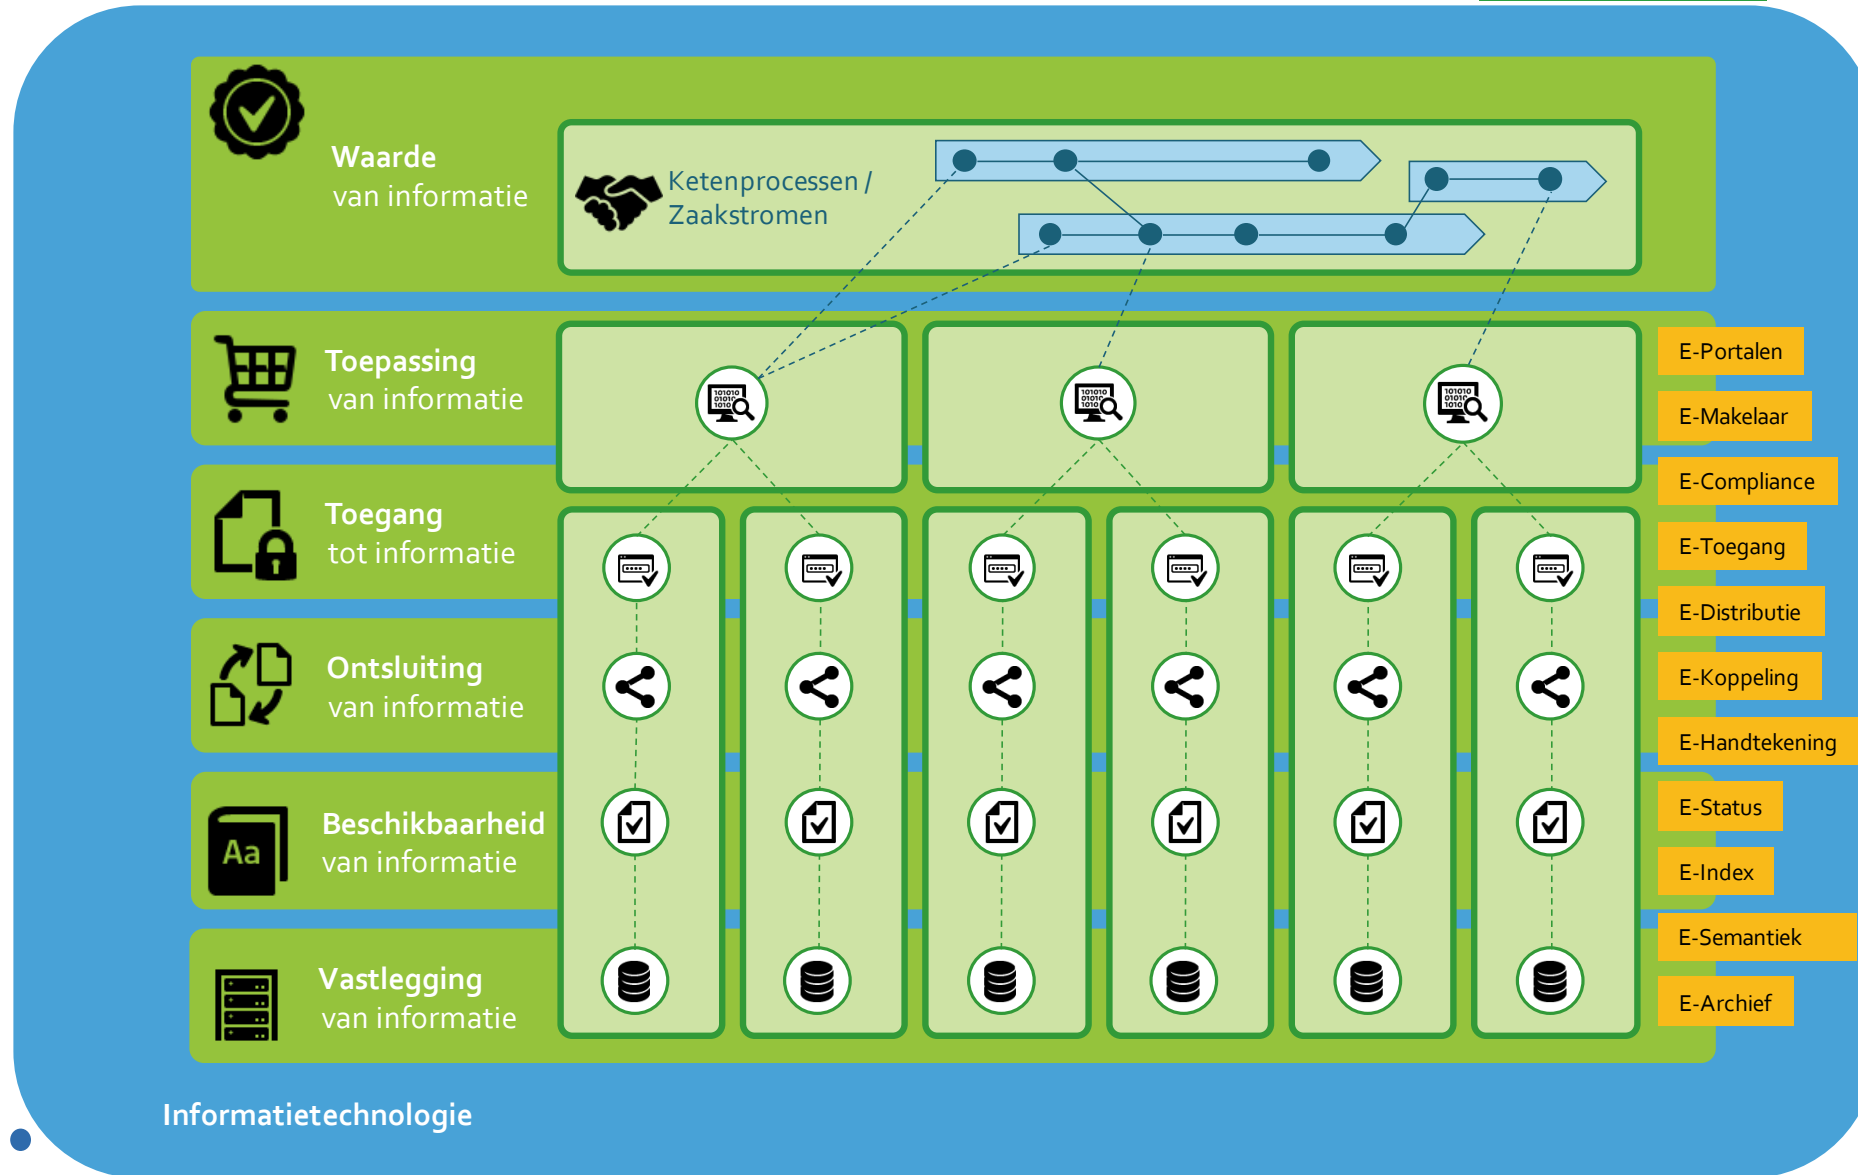 Waarde
van informatie
Ketenprocessen /
Zaakstromen
Toepassing
van informatie
Toegang
tot informatie
Ontsluiting
van informatie
Aa
Beschikbaarheid
van informatie
Vastlegging
van informatie
E-Portalen
E-Makelaar
E-Compliance
E-Toegang
E-Distributie
E-Koppeling
E-Handtekening
E-Status
E-Index
E-Semantiek
E-Archief
Informatietechnologie